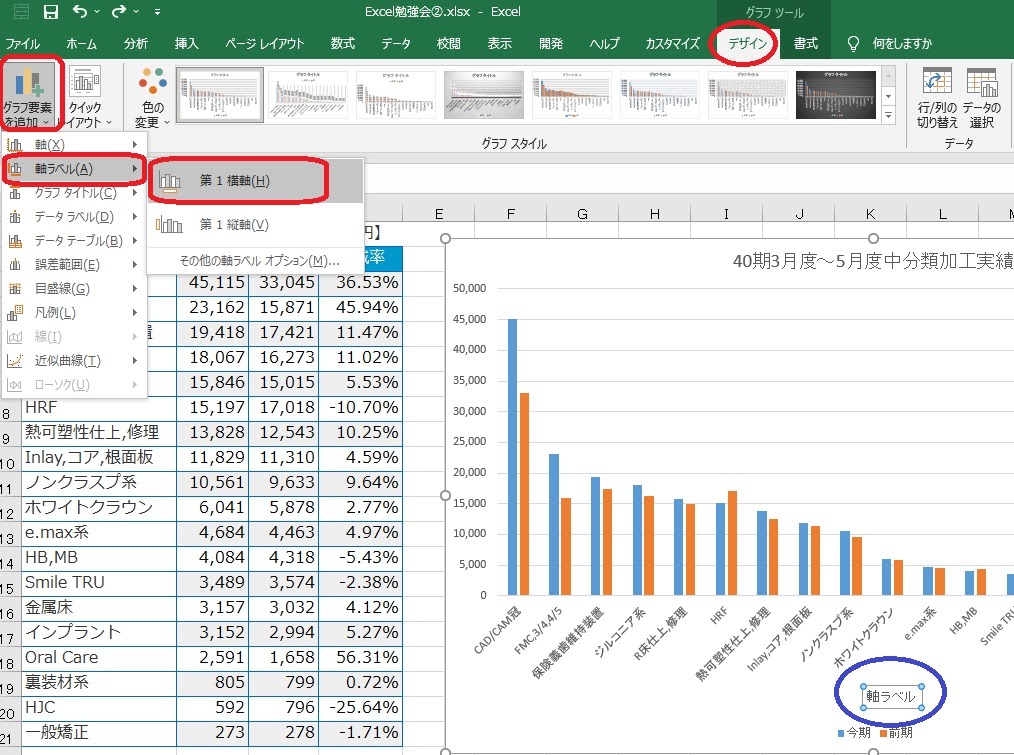 Excel勉強会②.xlsx - Excel
グラフ ツール
ファイル ホーム 分析 挿入 ページ レイアウト 数式 データ 校閲 表示 開発 ヘルプ カスタマイズ デザイン 書式 何をしますか
グラフ要素
を追加
クイック
レイアウト
色の
変更
グラフ スタイル
行/列の
切り替え
データの
選択
データ
軸(X)
軸ラベル(A)
グラフ タイトル(C)
データ ラベル(D)
データ テーブル(B)
誤差範囲(E)
目盛線(G)
凡例(L)
線(I)
近似曲線(T)
ローソク(U)
第 1 横軸(H)
第 1 縦軸(V)
その他の軸ラベル オプション(M)...
E F G H I J K L M
円】
減率
45,115 33,045 36.53%
23,162 15,871 45.94%
置 19,418 17,421 11.47%
18,067 16,273 11.02%
15,846 15,015 5.53%
8 HRF 15,197 17,018 -10.70%
9 熱可塑性仕上,修理 13,828 12,543 10.25%
10 Inlay,コア,根面板 11,829 11,310 4.59%
11 ノンクラスプ系 10,561 9,633 9.64%
12 ホワイトクラウン 6,041 5,878 2.77%
13 e.max系 4,684 4,463 4.97%
14 HB,MB 4,084 4,318 -5.43%
15 Smile TRU 3,489 3,574 -2.38%
16 金属床 3,157 3,032 4.12%
17 インプラント 3,152 2,994 5.27%
18 Oral Care 2,591 1,658 56.31%
19 裏装材系 805 799 0.72%
20 HJC 592 796 -25.64%
21 一般矯正 273 278 -1.71%
40期3月度～5月度中分類加工実績
50,000
45,000
40,000
35,000
30,000
25,000
20,000
15,000
10,000
5,000
0
CAD/CAM冠
FMC,3/4,4/5
保険義歯維持装置
ジルコニア系
R床仕上,修理
HRF
熱可塑性仕上,修理
Inlay,コア,根面板
ノンクラスプ系
ホワイトクラウン
e.max系
HB,MB
Smile TRU
軸ラベル
今期 前期